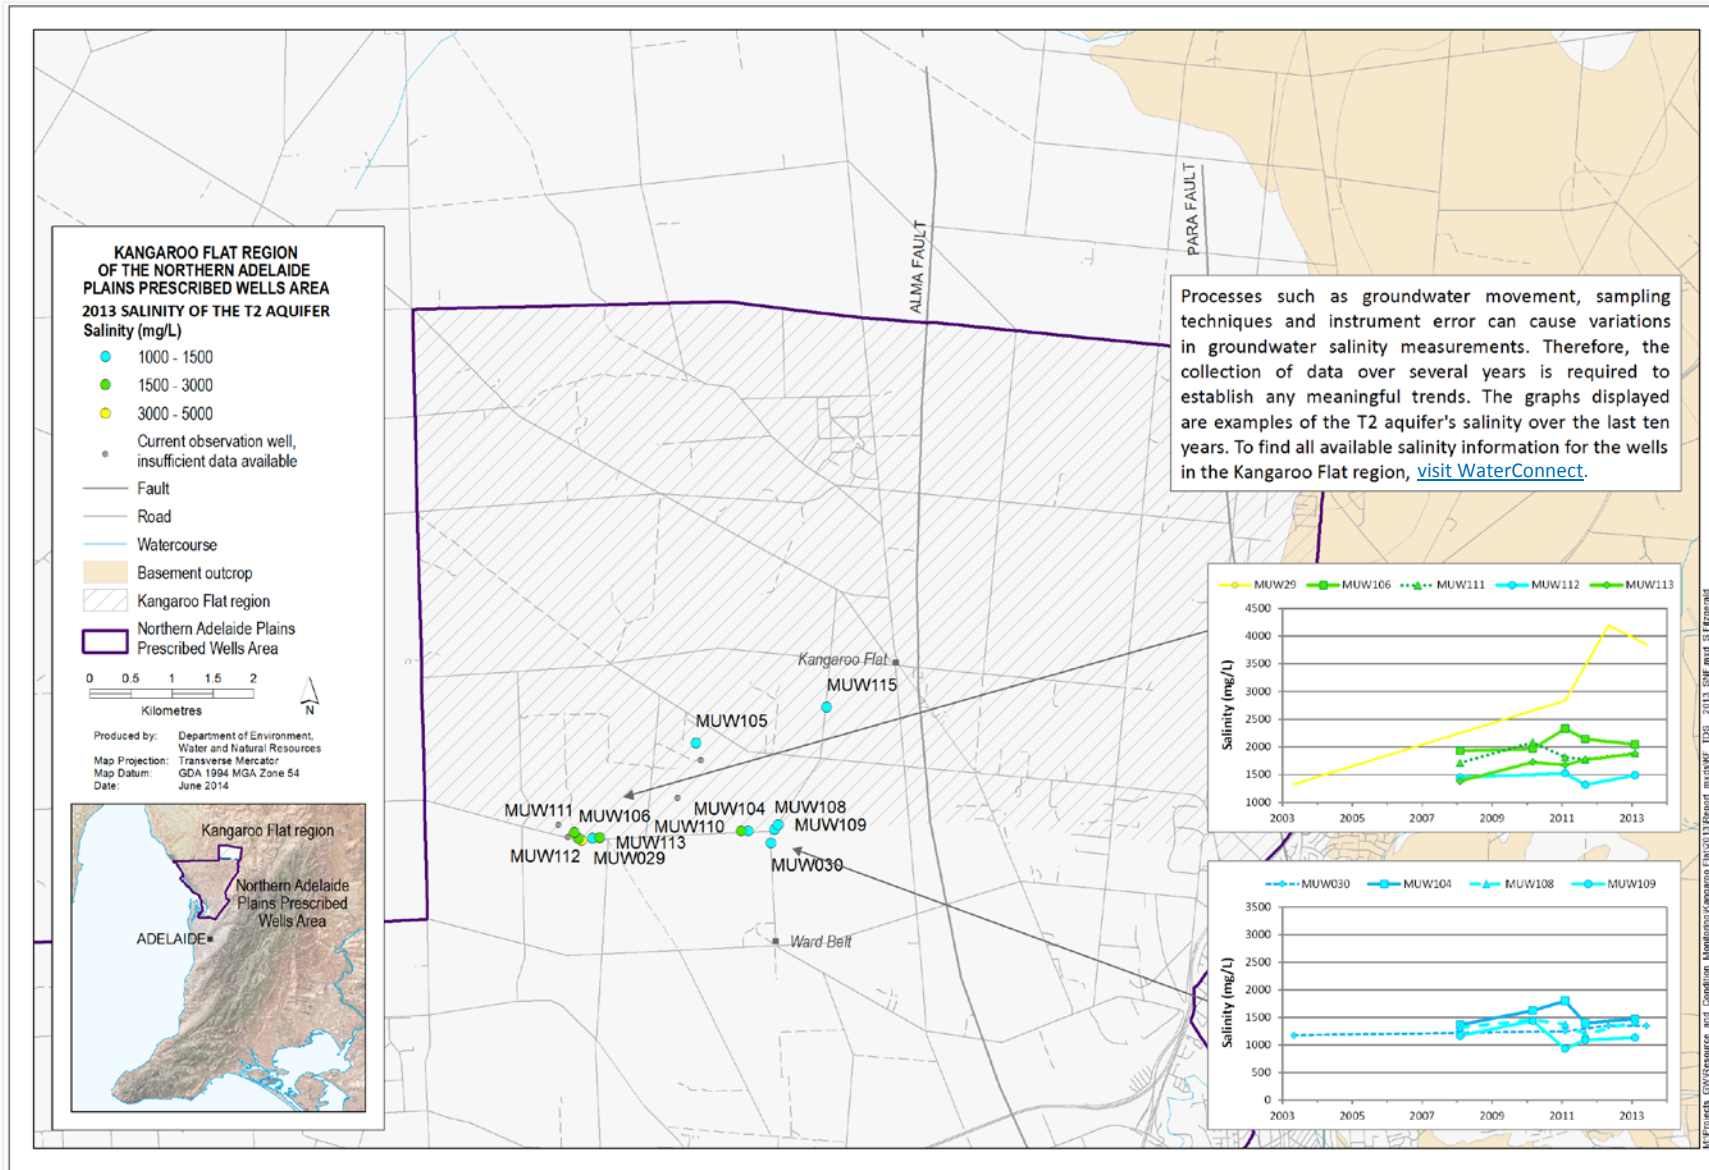 KANGAROO FLAT REGION
OF THE NORTHERN ADELAIDE
PLAINS PRESCRIBED WELLS AREA
2013 SALINITY OF THE T2 AQUIFER
Salinity (mg/L)
1000 - 1500
1500 - 3000
3000 - 5000
Current observation well,
insufficient data available
Fault
Road
Watercourse
Basement outcrop
Kangaroo Flat region
Northern Adelaide Plains
Prescribed Wells Area
0 0.5 1 1.5 2
Kilometres
N
Produced by: Department of Environment,
Water and Natural Resources
Map Projection: Transverse Mercator
Map Datum: GDA 1994 MGA Zone 54
Date: June 2014
Kangaroo Flat region
Northern Adelaide
Plains Prescribed
Wells Area
ADELAIDE
ALMA FAULT
PARA FAULT
Kangaroo Flat
MUW115
MUW105
MUW111
MUW106
MUW104
MUW108
MUW110
MUW109
MUW112
MUW113
MUW029
MUW030
Ward Belt
Processes such as groundwater movement, sampling
techniques and instrument error can cause variations
in groundwater salinity measurements. Therefore, the
collection of data over several years is required to
establish any meaningful trends. The graphs displayed
are examples of the T2 aquifer's salinity over the last ten
years. To find all available salinity information for the wells
in the Kangaroo Flat region, visit WaterConnect.
MUW29 MUW106 MUW111 MUW112 MUW113
Salinity (mg/L)
4500
4000
3500
3000
2500
2000
1500
1000
2003 2005 2007 2009 2011 2013
MUW030 MUW104 MUW108 MUW109
Salinity (mg/L)
3500
3000
2500
2000
1500
1000
500
0
2003 2005 2007 2009 2011 2013